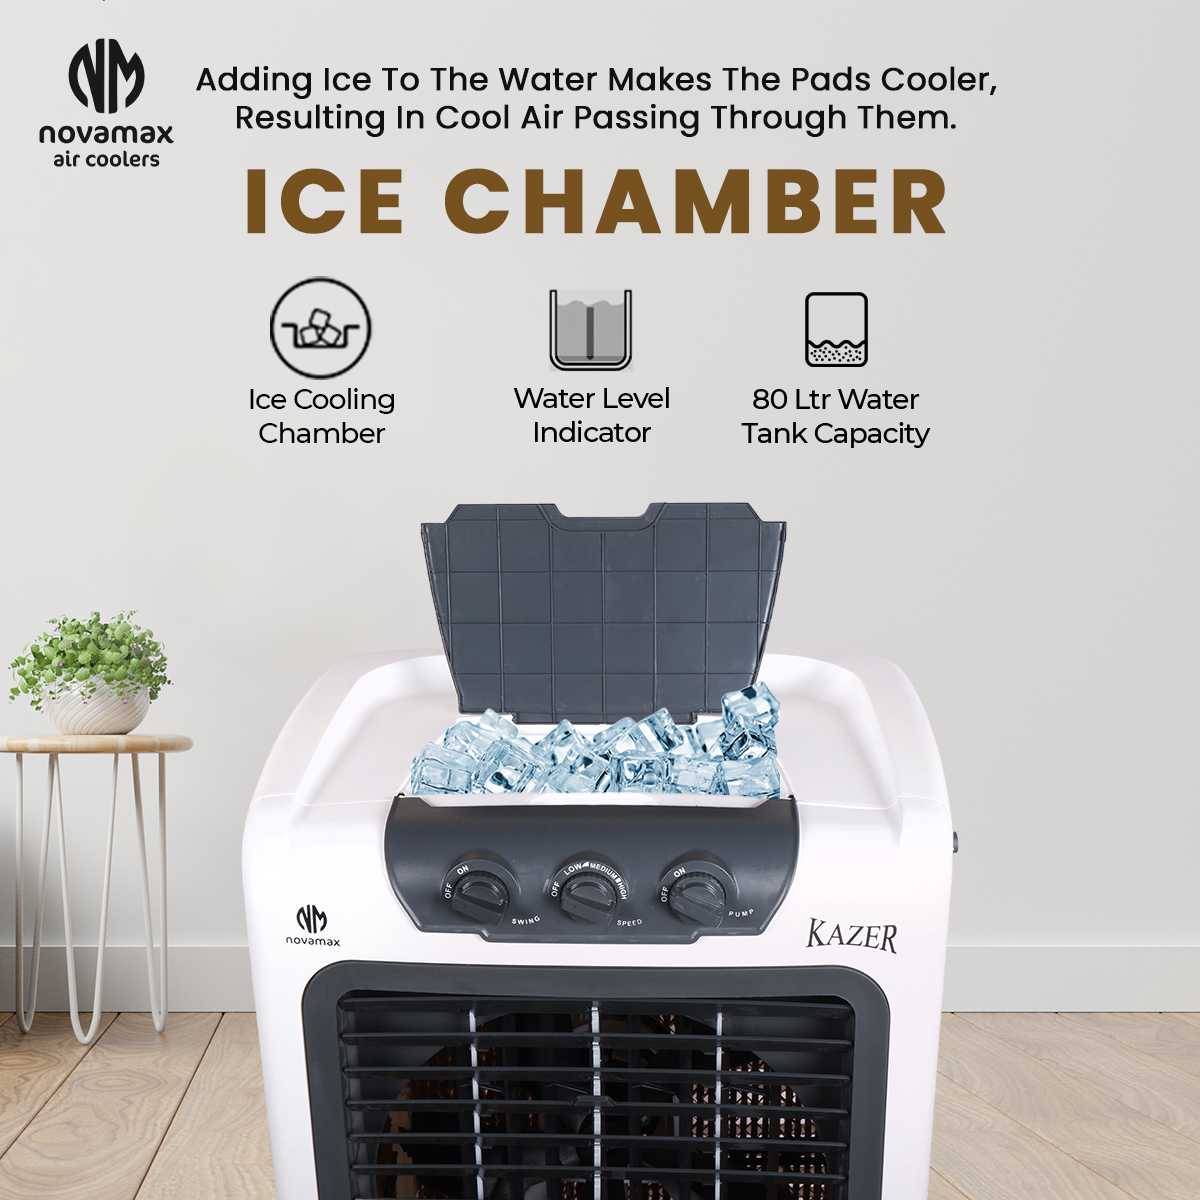 NM
novamax
air coolers
Adding Ice To The Water Makes The Pads Cooler,
Resulting In Cool Air Passing Through Them.
ICE CHAMBER
Ice Cooling
Chamber
Water Level
Indicator
80 Ltr Water
Tank Capacity
OFF ON
SWING
OFF LOW MEDIUM HIGH
SPEED
OFF ON
PUMP
NM
novamax
KAZER